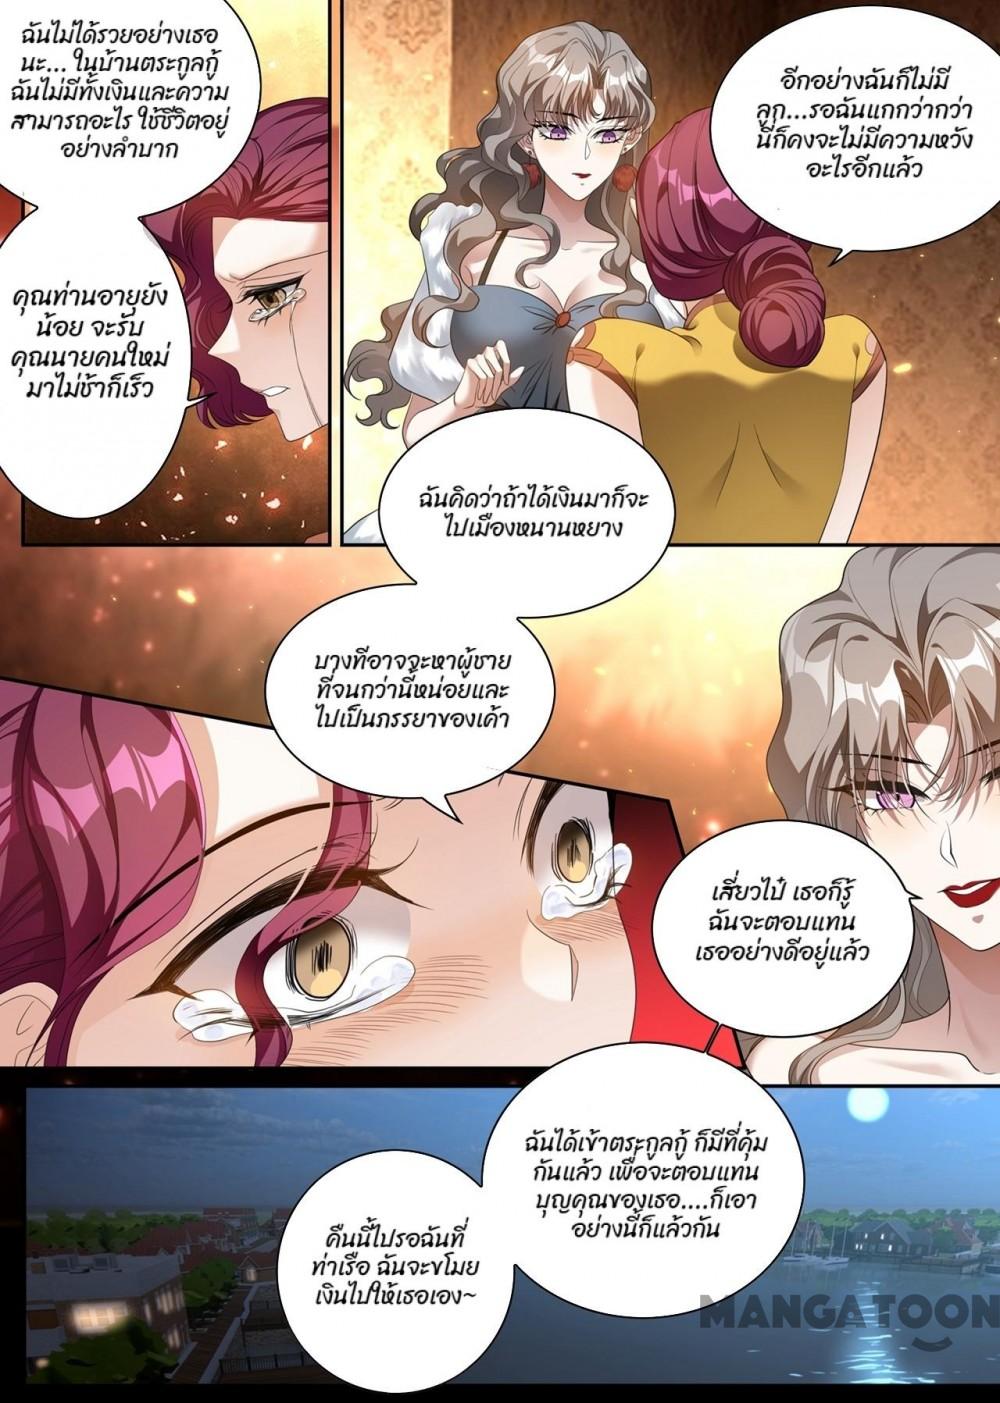 ฉันไม่ได้รวยอย่างเธอ
นะ... ในบ้านตระกูลกู้
ฉันไม่มีทั้งเงินและความ
สามารถอะไร ใช้ชีวิตอยู่
อย่างลำบาก
คุณท่านอายุยัง
น้อย จะรับ
คุณนายคนใหม่
มาไม่ช้าก็เร็ว
อีกอย่างฉันก็ไม่มี
ลูก...รอฉันแกกว่ากว่า
นี้ก็คงจะไม่มีความหวัง
อะไรอีกแล้ว
ฉันคิดว่าถ้าได้เงินมาก็จะ
ไปเมืองหนานหยาง
บางทีอาจจะหาผู้ชาย
ที่จนกว่านี้หน่อยและ
ไปเป็นภรรยาของเค้า
เสี่ยวไป๋ เธอก็รู้
ฉันจะตอบแทน
เธออย่างดีอยู่แล้ว
ฉันได้เข้าตระกูลกู้ ก็มีที่คุ้ม
กันแล้ว เพื่อจะตอบแทน
บุญคุณของเธอ....ก็เอา
อย่างนี้ก็แล้วกัน
คืนนี้ไปรอฉันที่
ท่าเรือ ฉันจะขโมย
เงินไปให้เธอเอง~
MANGATOON